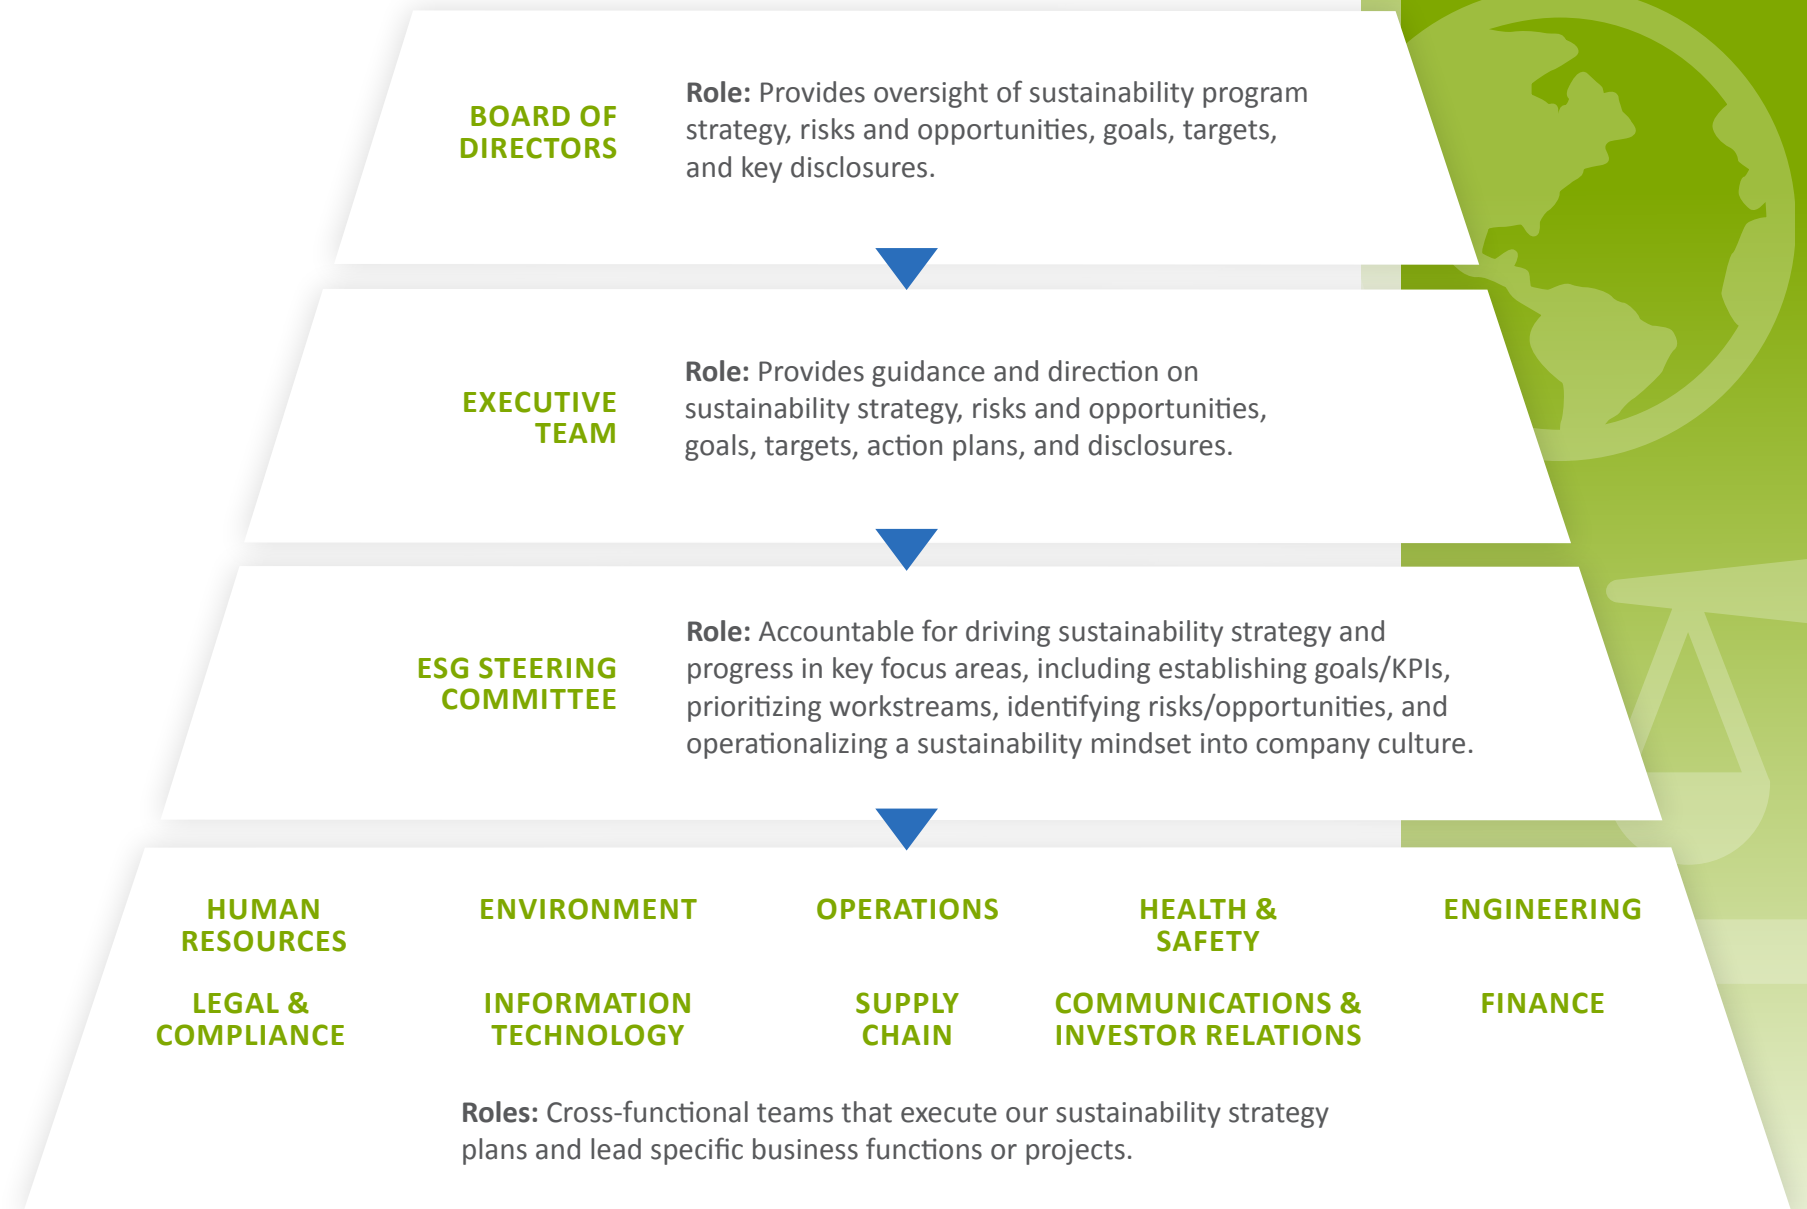 BOARD OF
DIRECTORS
Role: Provides oversight of sustainability program
strategy, risks and opportunities, goals, targets,
and key disclosures.
EXECUTIVE
TEAM
Role: Provides guidance and direction on
sustainability strategy, risks and opportunities,
goals, targets, action plans, and disclosures.
ESG STEERING
COMMITTEE
Role: Accountable for driving sustainability strategy and
progress in key focus areas, including establishing goals/KPIs,
prioritizing workstreams, identifying risks/opportunities, and
operationalizing a sustainability mindset into company culture.
HUMAN
RESOURCES
ENVIRONMENT
OPERATIONS
HEALTH &
SAFETY
ENGINEERING
LEGAL &
COMPLIANCE
INFORMATION
TECHNOLOGY
SUPPLY
CHAIN
COMMUNICATIONS &
INVESTOR RELATIONS
FINANCE
Roles: Cross-functional teams that execute our sustainability strategy
plans and lead specific business functions or projects.